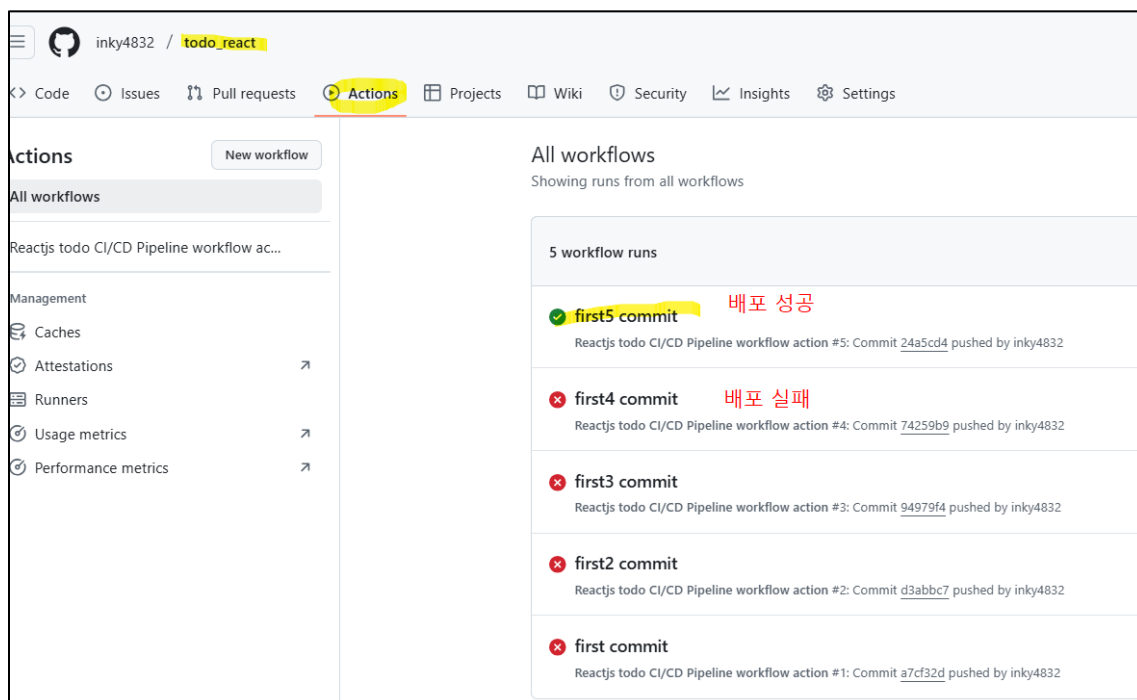 inky4832 / todo_react
Code Issues Pull requests Actions Projects Wiki Security Insights Settings
Actions
New workflow
All workflows
Reactjs todo CI/CD Pipeline workflow ac...
Management
Caches
Attestations
Runners
Usage metrics
Performance metrics
All workflows
Showing runs from all workflows
5 workflow runs
first5 commit 배포 성공
Reactjs todo CI/CD Pipeline workflow action #5: Commit 24a5cd4 pushed by inky4832
first4 commit 배포 실패
Reactjs todo CI/CD Pipeline workflow action #4: Commit 74259b9 pushed by inky4832
first3 commit
Reactjs todo CI/CD Pipeline workflow action #3: Commit 94979f4 pushed by inky4832
first2 commit
Reactjs todo CI/CD Pipeline workflow action #2: Commit d3abbc7 pushed by inky4832
first commit
Reactjs todo CI/CD Pipeline workflow action #1: Commit a7cf32d pushed by inky4832